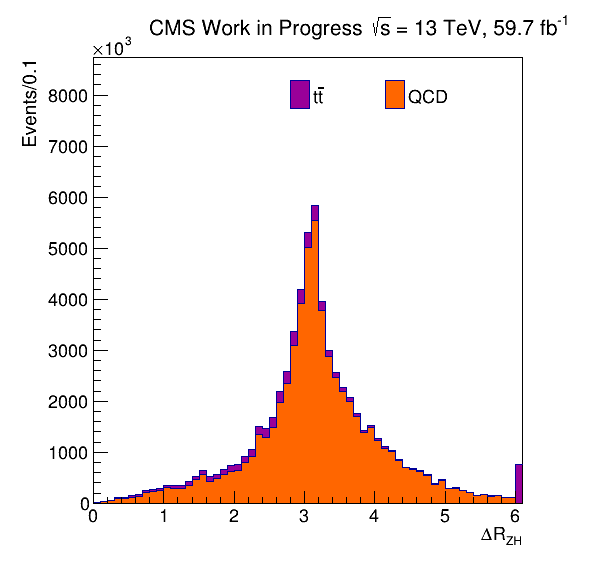 CMS Work in Progress √s = 13 TeV, 59.7 fb⁻¹
×10³
Events/0.1
tt̄ QCD
8000
7000
6000
5000
4000
3000
2000
1000
0
0 1 2 3 4 5 6
ΔR_ZH